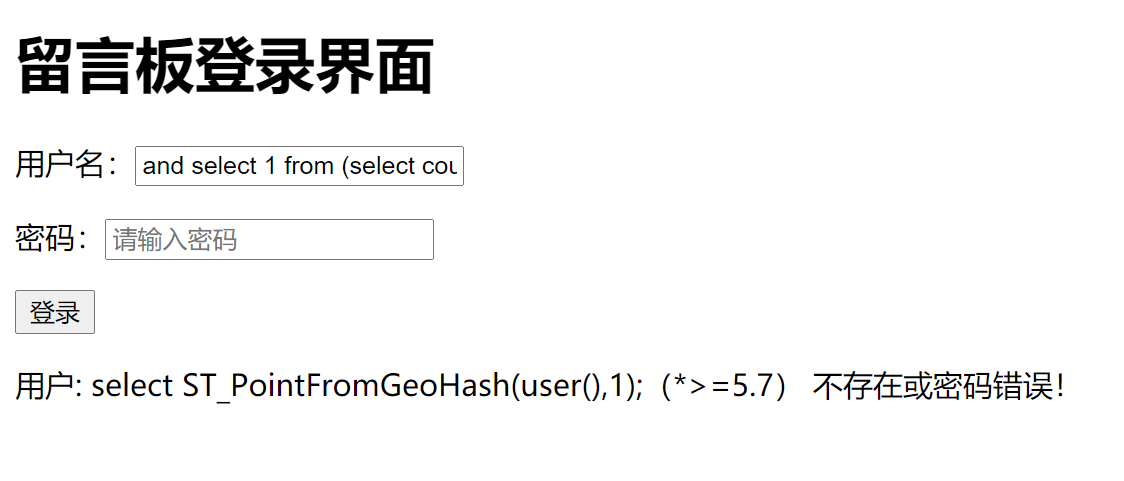 留言板登录界面
用户名：and select 1 from (select cou
密码：请输入密码
登录
用户: select ST_PointFromGeoHash(user(),1);（*>=5.7） 不存在或密码错误！